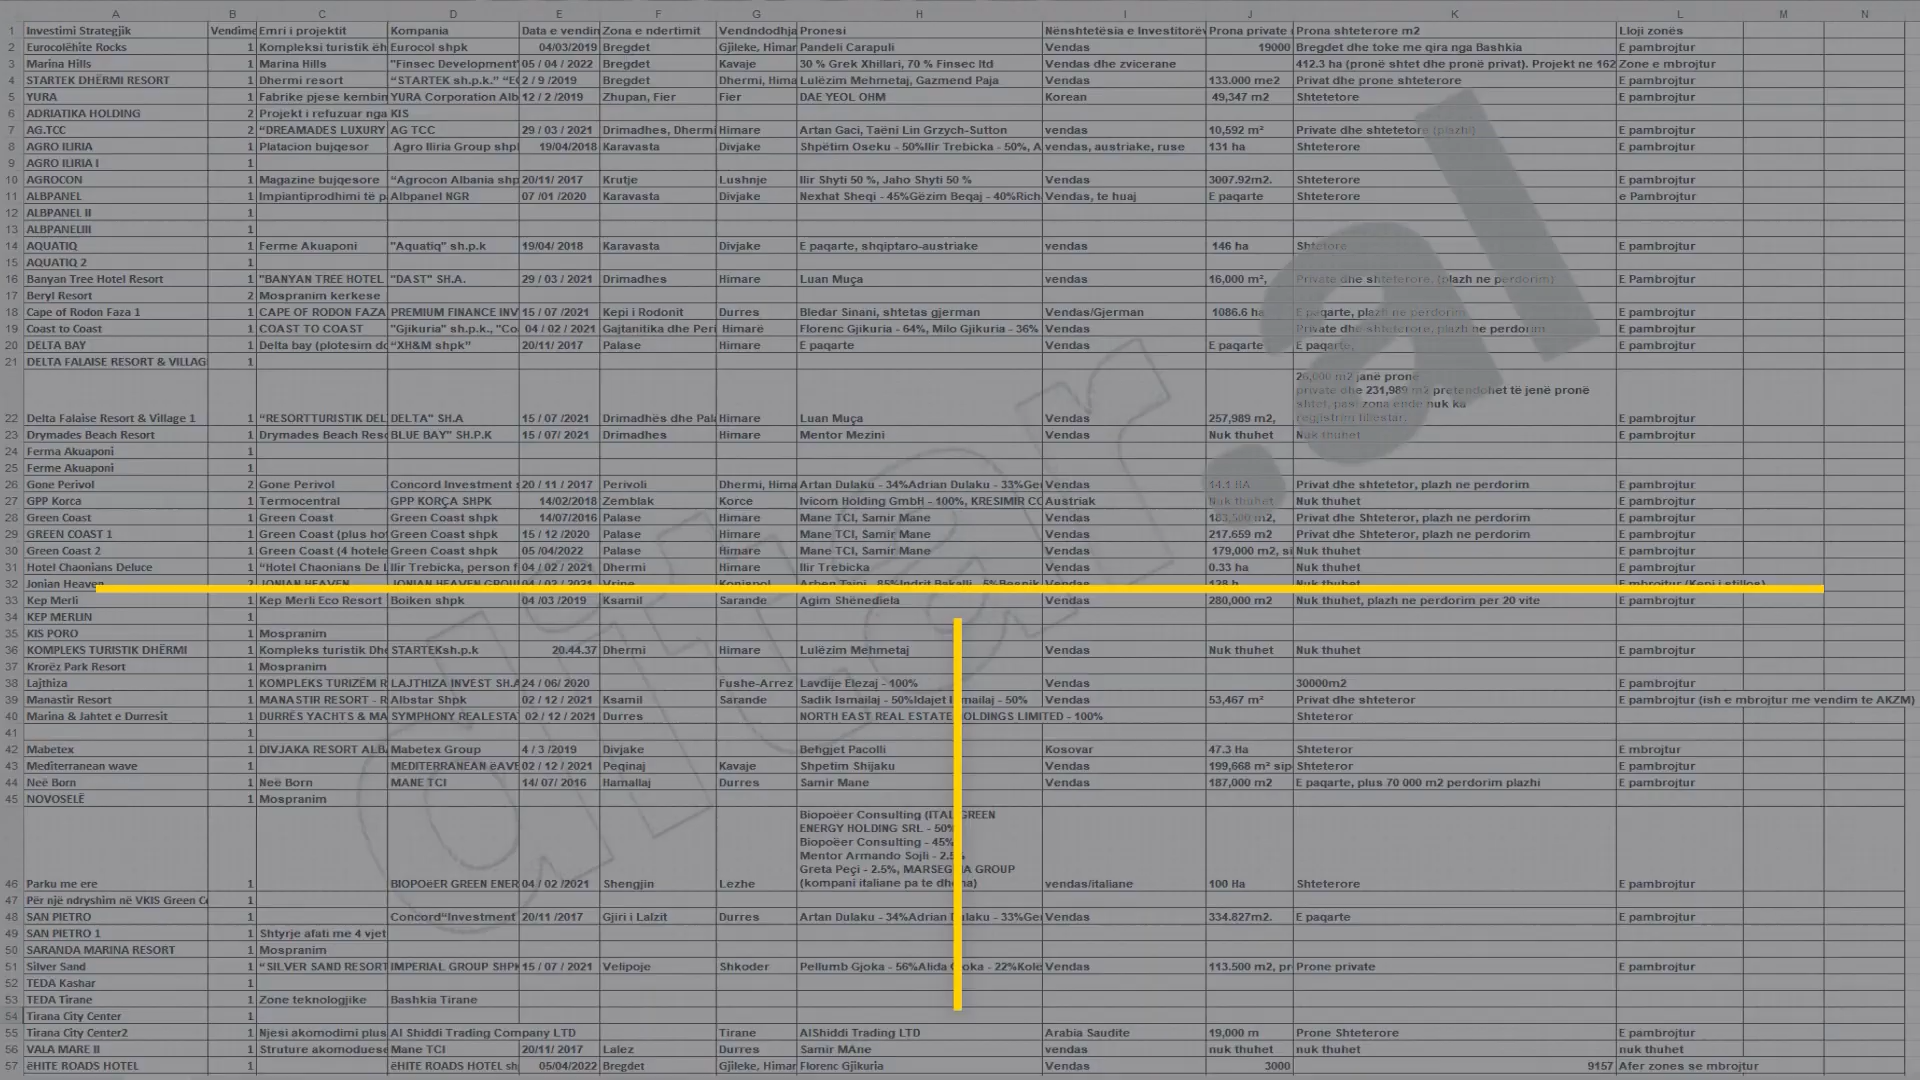 A B C D E F G H I J K L M N
1 Investimi Strategjik Vendime Emri i projektit Kompania Data e vendin Zona e ndertimit Vendndodhja Pronesi Nënshtetësia e Investitorëv Prona private Prona shteterore m2 Lloji zonës
2 Eurocolëhite Rocks 1 Kompleksi turistik ëh Eurocol shpk 04/03/2019 Bregdet Gjileke, Himar Pandeli Carapuli Vendas 19000 Bregdet dhe toke me qira nga Bashkia E pambrojtur
3 Marina Hills 1 Marina Hills "Finsec Development" 05 / 04 / 2022 Bregdet Kavaje 30 % Grek Xhillari, 70 % Finsec ltd Vendas dhe zvicerane 412.3 ha (pronë shtet dhe pronë privat). Projekt ne 162 Zone e mbrojtur
4 STARTEK DHËRMI RESORT 1 Dhermi resort “STARTEK sh.p.k.” “E 2 / 9 /2019 Bregdet Dhermi, Hima Lulëzim Mehmetaj, Gazmend Paja Vendas 133.000 me2 Privat dhe prone shteterore E pambrojtur
5 YURA 1 Fabrike pjese kembin YURA Corporation Alb 12 / 2 /2019 Zhupan, Fier Fier DAE YEOL OHM Korean 49,347 m2 Shtetetore E pambrojtur
6 ADRIATIKA HOLDING 2 Projekt i refuzuar nga KIS
7 AG.TCC 2 “DREAMADES LUXURY AG TCC 29 / 03 / 2021 Drimadhes, Dhermi Himare Artan Gaci, Taëni Lin Grzych-Sutton vendas 10,592 m² Private dhe shtetetore (plazhi) E pambrojtur
8 AGRO ILIRIA 1 Platacion bujqesor Agro Iliria Group shpl 19/04/2018 Karavasta Divjake Shpëtim Oseku - 50%Ilir Trebicka - 50%, A vendas, austriake, ruse 131 ha Shteterore E pambrojtur
9 AGRO ILIRIA I 1
10 AGROCON 1 Magazine bujqesore “Agrocon Albania shp 20/11/ 2017 Krutje Lushnje Ilir Shyti 50 %, Jaho Shyti 50 % Vendas 3007.92m2. Shteterore E pambrojtur
11 ALBPANEL 1 Impiantiprodhimi të p Albpanel NGR 07 /01 /2020 Karavasta Divjake Nexhat Sheqi - 45%Gëzim Beqaj - 40%Rich Vendas, te huaj E paqarte Shteterore e Pambrojtur
12 ALBPANEL II 1
13 ALBPANELIII 1
14 AQUATIQ 1 Ferme Akuaponi "Aquatiq" sh.p.k 19/04/ 2018 Karavasta Divjake E paqarte, shqiptaro-austriake vendas 146 ha Shtetore E pambrojtur
15 AQUATIQ 2 1
16 Banyan Tree Hotel Resort 1 "BANYAN TREE HOTEL "DAST" SH.A. 29 / 03 / 2021 Drimadhes Himare Luan Muça vendas 16,000 m², Private dhe shteterore, (plazh ne perdorim) E Pambrojtur
17 Beryl Resort 2 Mospranim kerkese
18 Cape of Rodon Faza 1 1 CAPE OF RODON FAZA PREMIUM FINANCE INV 15 / 07 /2021 Kepi i Rodonit Durres Bledar Sinani, shtetas gjerman Vendas/Gjerman 1086.6 ha E paqarte, plazh ne perdorim E pambrojtur
19 Coast to Coast 1 COAST TO COAST "Gjikuria" sh.p.k., "Co 04 / 02 / 2021 Gajtanitika dhe Peri Himarë Florenc Gjikuria - 64%, Milo Gjikuria - 36% Vendas Private dhe shteterore, plazh ne perdorim E pambrojtur
20 DELTA BAY 1 Delta bay (plotesim do “XH&M shpk” 20/11/ 2017 Palase Himare E paqarte Vendas E paqarte E paqarte, E pambrojtur
21 DELTA FALAISE RESORT & VILLAG 1
26,000 m2 janë pronë
private dhe 231,989 m2 pretendohet të jenë pronë
shtet, pasi zona ende nuk ka
22 Delta Falaise Resort & Village 1 1 “RESORTTURISTIK DEL DELTA" SH.A 15 / 07 /2021 Drimadhës dhe Pala Himare Luan Muça Vendas 257,989 m2, regjistrim E pambrojtur
23 Drymades Beach Resort 1 Drymades Beach Reso BLUE BAY" SH.P.K 15 / 07/ 2021 Drimadhes Himare Mentor Mezini Vendas Nuk thuhet Nuk thuhet E pambrojtur
24 Ferma Akuaponi 1
25 Ferme Akuaponi 1
26 Gone Perivol 2 Gone Perivol Concord Investment 20 / 11 / 2017 Perivoli Dhermi, Hima Artan Dulaku - 34%Adrian Dulaku - 33%Ge Vendas 14.1 HA Privat dhe shtetetor, plazh ne perdorim E pambrojtur
27 GPP Korca 1 Termocentral GPP KORÇA SHPK 14/02/2018 Zemblak Korce Ivicom Holding GmbH - 100%, KRESIMIR CO Austriak Nuk thuhet Nuk thuhet E pambrojtur
28 Green Coast 1 Green Coast Green Coast shpk 14/07/2016 Palase Himare Mane TCI, Samir Mane Vendas 183,500 m2, Privat dhe Shteteror, plazh ne perdorim E pambrojtur
29 GREEN COAST 1 1 Green Coast (plus hot Green Coast shpk 15 / 12 /2020 Palase Himare Mane TCI, Samir Mane Vendas 217.659 m2 Privat dhe Shteteror, plazh ne perdorim E pambrojtur
30 Green Coast 2 1 Green Coast (4 hotele Green Coast shpk 05 /04/2022 Palase Himare Mane TCI, Samir Mane Vendas 179,000 m2, si Nuk thuhet E pambrojtur
31 Hotel Chaonians Deluce 1 “Hotel Chaonians De L Ilir Trebicka, person f 04 / 02 / 2021 Dhermi Himare Ilir Trebicka Vendas 0.33 ha Nuk thuhet E pambrojtur
32 Jonian Heaven JONIAN HEAVEN JONIAN HEAVEN GROUP 04 / 02 / 2021 Vrine Konispol Arben Taipi - 85%Indrit Bakalli - 5%Besnik Vendas Nuk thuhet E mbrojtur (Kepi i stillos)
33 Kep Merli 1 Kep Merli Eco Resort Boiken shpk 04 /03 /2019 Ksamil Sarande Agim Shënediela Vendas 280,000 m2 Nuk thuhet, plazh ne perdorim per 20 vite E pambrojtur
34 KEP MERLIN 1
35 KIS PORO 1 Mospranim
36 KOMPLEKS TURISTIK DHËRMI 1 Kompleks turistik Dhe STARTEKsh.p.k 20.44.37 Dhermi Himare Lulëzim Mehmetaj Vendas Nuk thuhet Nuk thuhet E pambrojtur
37 Krorëz Park Resort 1 Mospranim
38 Lajthiza 1 KOMPLEKS TURIZËM R LAJTHIZA INVEST SH.A 24 / 06/ 2020 Fushe-Arrez Lavdije Elezaj - 100% Vendas 30000m2 E pambrojtur
39 Manastir Resort 1 MANASTIR RESORT - R Albstar Shpk 02 / 12 / 2021 Ksamil Sarande Sadik Ismailaj - 50%Idajet mailaj - 50% Vendas 53,467 m² Privat dhe shteteror E pambrojtur (ish e mbrojtur me vendim te AKZM)
40 Marina & Jahtet e Durresit 1 DURRËS YACHTS & MA SYMPHONY REALESTA 02 / 12 / 2021 Durres NORTH EAST REAL ESTATE OLDINGS LIMITED - 100% Shteteror
41 1
42 Mabetex 1 DIVJAKA RESORT ALBA Mabetex Group 4 / 3 /2019 Divjake Behgjet Pacolli Kosovar 47.3 Ha Shteteror E mbrojtur
43 Mediterranean wave 1 MEDITERRANEAN ëAVE 02 / 12 / 2021 Peqinaj Kavaje Shpetim Shijaku Vendas 199,668 m² sip Shteteror E pambrojtur
44 Neë Born 1 Neë Born MANE TCI 14/ 07/ 2016 Hamallaj Durres Samir Mane Vendas 187,000 m2 E paqarte, plus 70 000 m2 perdorim plazhi E pambrojtur
45 NOVOSELË 1 Mospranim
Biopoëer Consulting (ITAL GREEN
ENERGY HOLDING SRL - 50%
Biopoëer Consulting - 45%
Mentor Armando Sojli - 2.5
Greta Peçi - 2.5%, MARSEG IA GROUP
46 Parku me ere 1 BIOPOëER GREEN ENER 04 / 02 /2021 Shengjin Lezhe (kompani italiane pa te dh na) vendas/italiane 100 Ha Shteterore E pambrojtur
47 Për një ndryshim në VKIS Green Co 1
48 SAN PIETRO 1 Concord“Investment 20/11 /2017 Gjiri i Lalzit Durres Artan Dulaku - 34%Adrian D laku - 33%Ge Vendas 334.827m2. E paqarte E pambrojtur
49 SAN PIETRO 1 1 Shtyrje afati me 4 vjet
50 SARANDA MARINA RESORT 1 Mospranim
51 Silver Sand 1 “SILVER SAND RESORT IMPERIAL GROUP SHPK 15 / 07 / 2021 Velipoje Shkoder Pellumb Gjoka - 56%Alida G oka - 22%Kole Vendas 113.500 m2, pr Prone private E pambrojtur
52 TEDA Kashar 1
53 TEDA Tirane 1 Zone teknologjike Bashkia Tirane
54 Tirana City Center 1
55 Tirana City Center2 1 Njesi akomodimi plus Al Shiddi Trading Company LTD Tirane AlShiddi Trading LTD Arabia Saudite 19,000 m Prone Shteterore E pambrojtur
56 VALA MARE II 1 Struture akomoduese Mane TCI 20/11/ 2017 Lalez Durres Samir MAne vendas nuk thuhet nuk thuhet nuk thuhet
57 ëHITE ROADS HOTEL 1 ëHITE ROADS HOTEL sh 05/04/2022 Bregdet Gjileke, Himar Florenc Gjikuria Vendas 3000 9157 Afer zones se mbrojtur
ditar.al